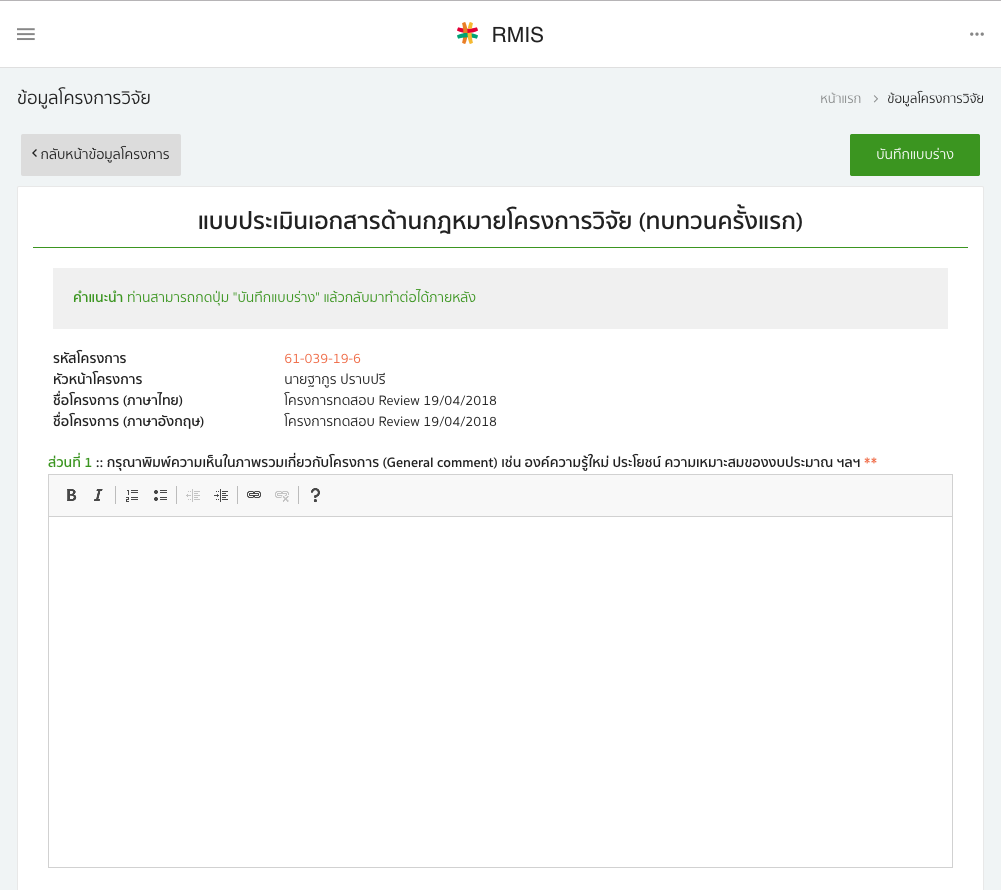 RMIS
ข้อมูลโครงการวิจัย
หน้าแรก > ข้อมูลโครงการวิจัย
กลับหน้าข้อมูลโครงการ
บันทึกแบบร่าง
แบบประเมินเอกสารด้านกฎหมายโครงการวิจัย (ทบทวนครั้งแรก)
คำแนะนำ ท่านสามารถกดปุ่ม "บันทึกแบบร่าง" แล้วกลับมาทำต่อได้ภายหลัง
รหัสโครงการ 61-039-19-6
หัวหน้าโครงการ นายฐากูร ปราบปรี
ชื่อโครงการ (ภาษาไทย) โครงการทดสอบ Review 19/04/2018
ชื่อโครงการ (ภาษาอังกฤษ) โครงการทดสอบ Review 19/04/2018
ส่วนที่ 1 :: กรุณาพิมพ์ความเห็นในภาพรวมเกี่ยวกับโครงการ (General comment) เช่น องค์ความรู้ใหม่ ประโยชน์ ความเหมาะสมของงบประมาณ ฯลฯ **
B I ?